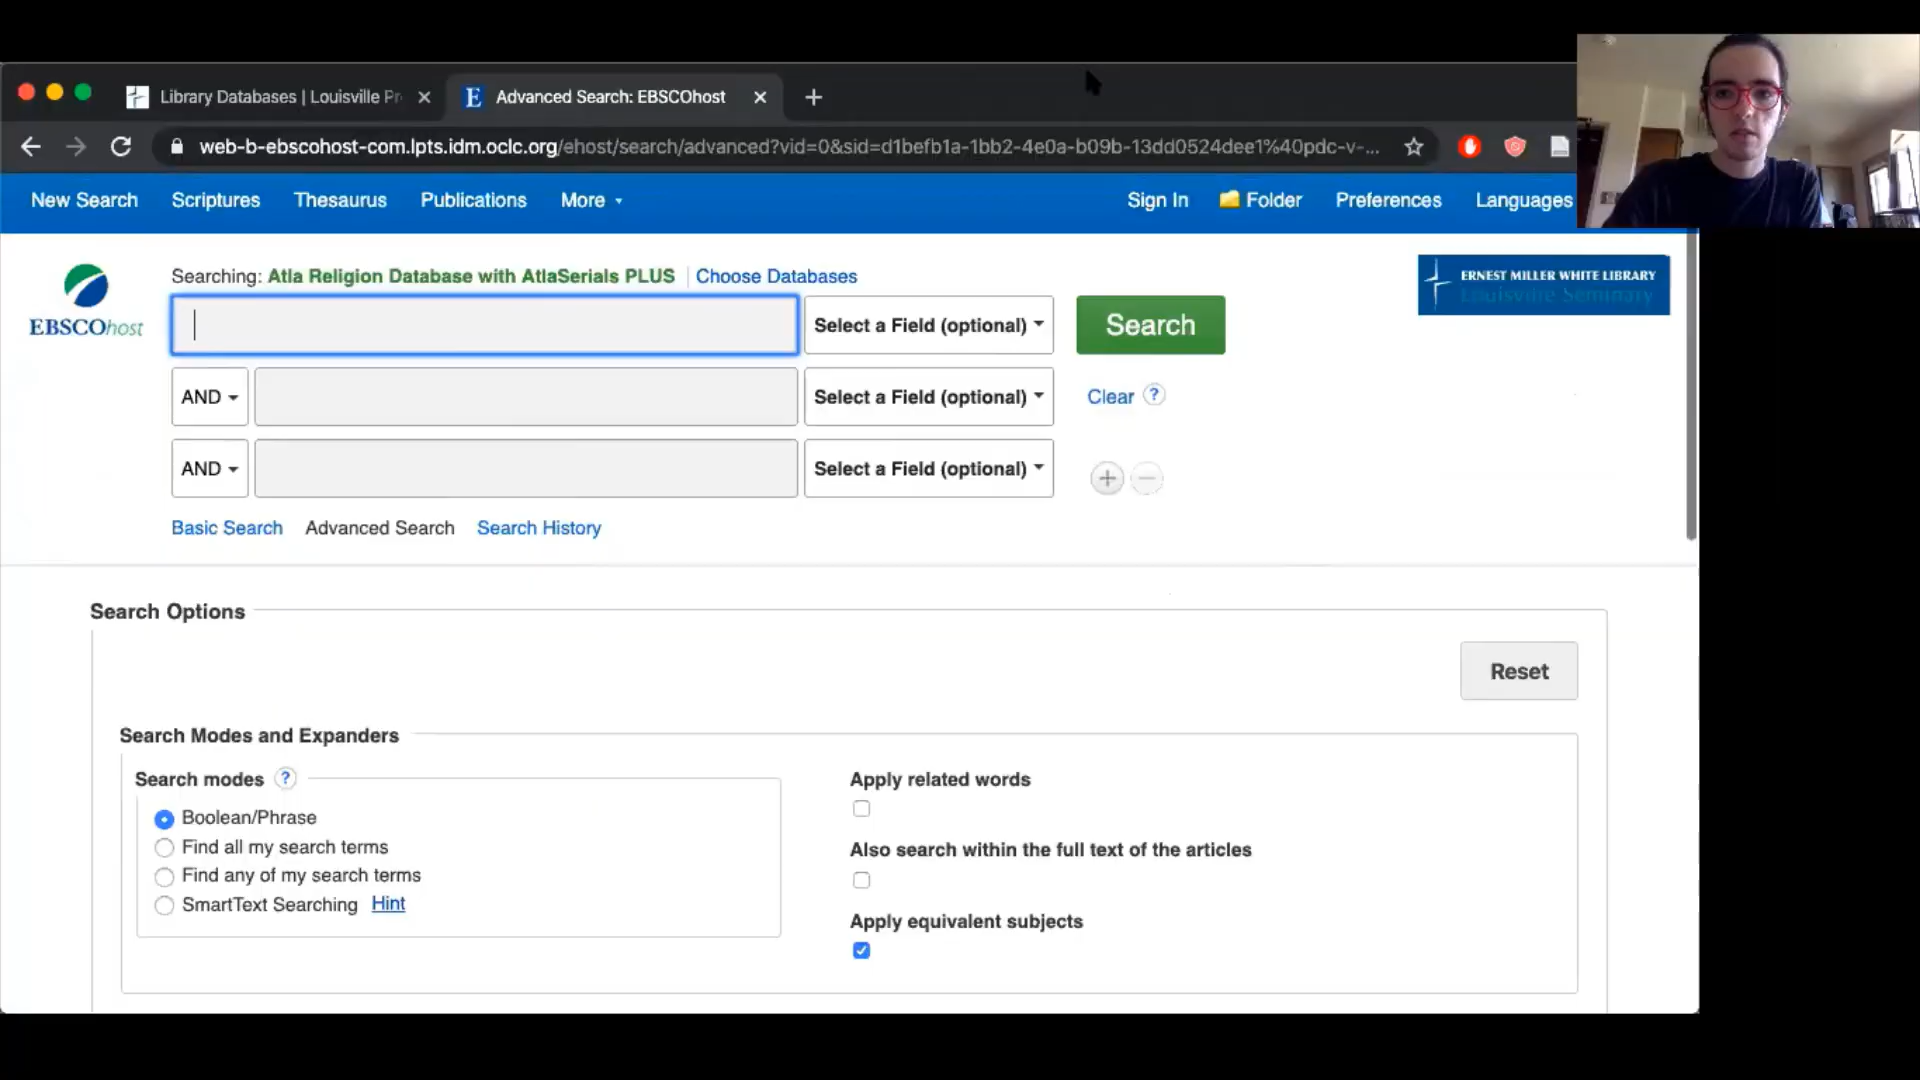 Library Databases | Louisville Pr
Advanced Search: EBSCOhost
web-b-ebscohost-com.lpts.idm.oclc.org/ehost/search/advanced?vid=0&sid=d1befb1a-1bb2-4e0a-b09b-13dd0524dee1%40pdc-v-...
New Search Scriptures Thesaurus Publications More Sign In Folder Preferences Languages
Searching: Atla Religion Database with AtlaSerials PLUS Choose Databases
EBSCOhost
Select a Field (optional) Search
ERNEST MILLER WHITE LIBRARY
Louisville Seminary
AND Select a Field (optional) Clear ?
AND Select a Field (optional)
Basic Search Advanced Search Search History
Search Options
Reset
Search Modes and Expanders
Search modes ?
Boolean/Phrase
Find all my search terms
Find any of my search terms
SmartText Searching Hint
Apply related words
Also search within the full text of the articles
Apply equivalent subjects